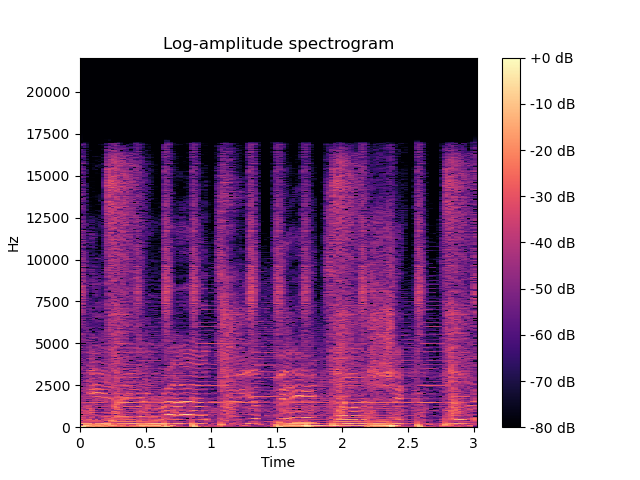 Log-amplitude spectrogram
Hz
20000
17500
15000
12500
10000
7500
5000
2500
0
0 0.5 1 1.5 2 2.5 3
Time
+0 dB
-10 dB
-20 dB
-30 dB
-40 dB
-50 dB
-60 dB
-70 dB
-80 dB